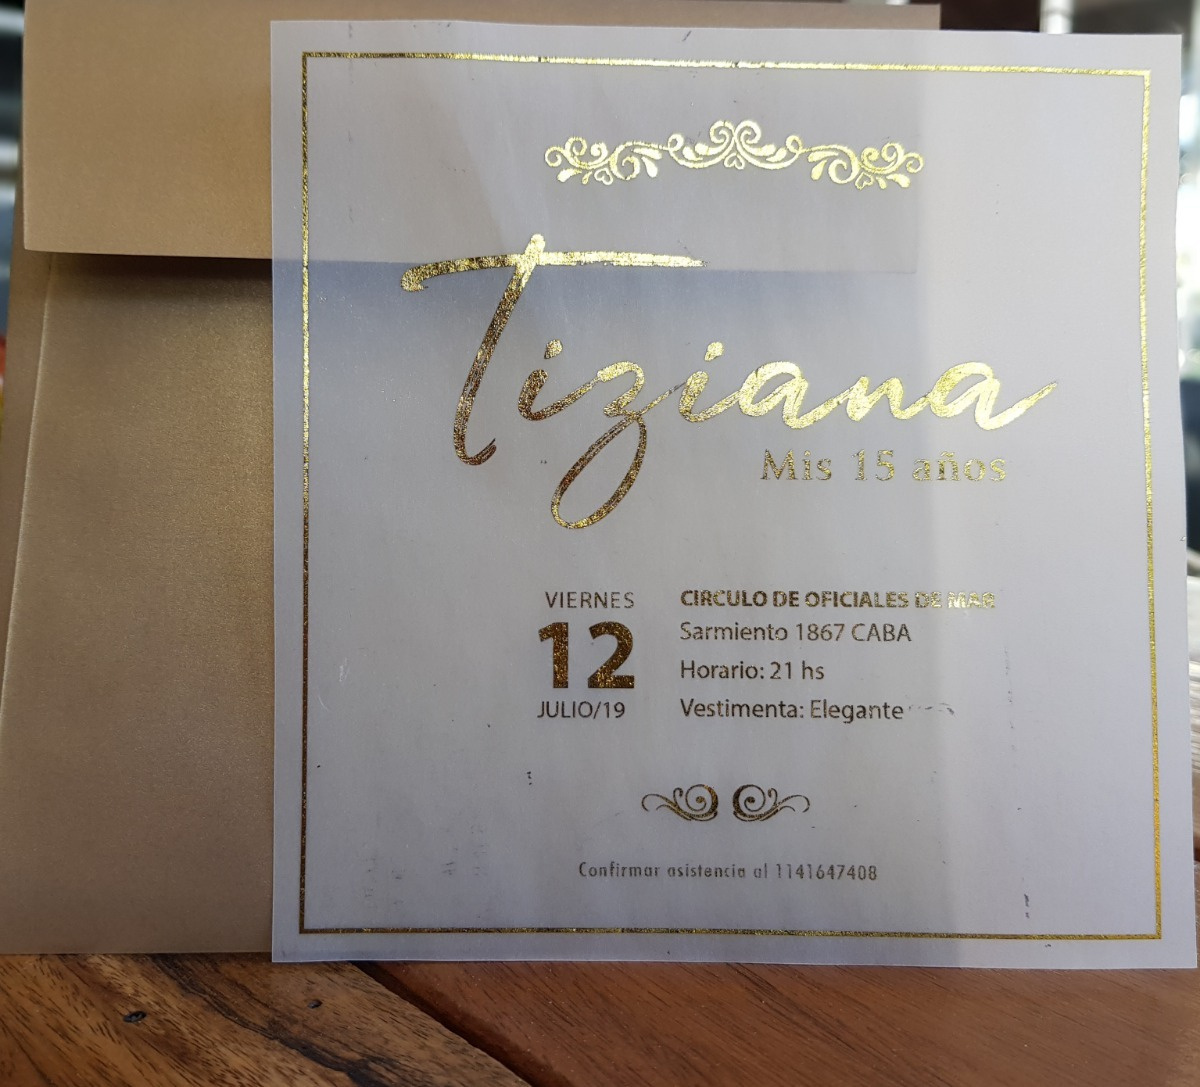 Tiziana
Mis 15 años
VIERNES
12
JULIO/19
CIRCULO DE OFICIALES DE MAR
Sarmiento 1867 CABA
Horario: 21 hs
Vestimenta: Elegante
Confirmar asistencia al 1141647408